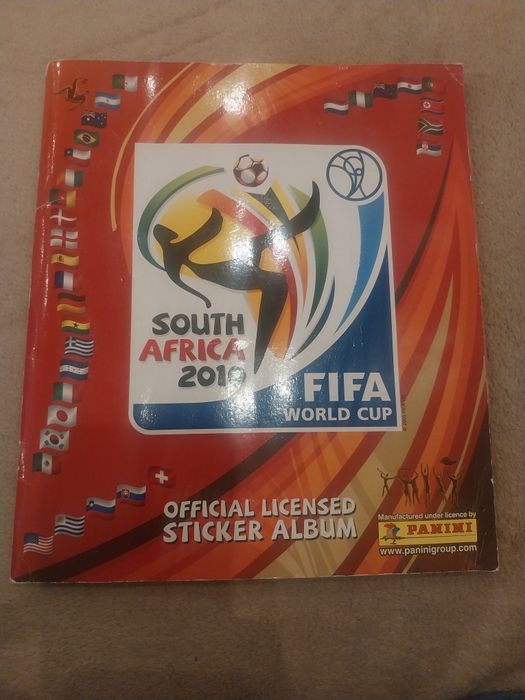 SOUTH
AFRICA
2010
FIFA
WORLD CUP
OFFICIAL LICENSED
STICKER ALBUM
Manufactured under licence by
PANINI
www.paninigroup.com